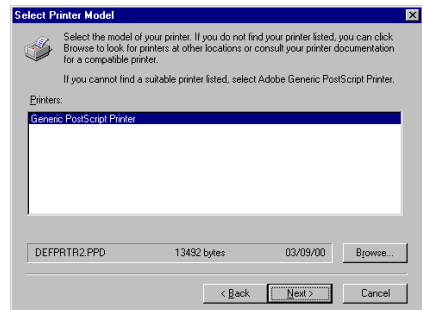 Select Printer Model
Select the model of your printer. If you do not find your printer listed, you can click
Browse to look for printers at other locations or consult your printer documentation
for a compatible printer.
If you cannot find a suitable printer listed, select Adobe Generic PostScript Printer.
Printers:
Generic PostScript Printer
DEFPRTR2.PPD 13492 bytes 03/09/00 Browse...
< Back Next > Cancel